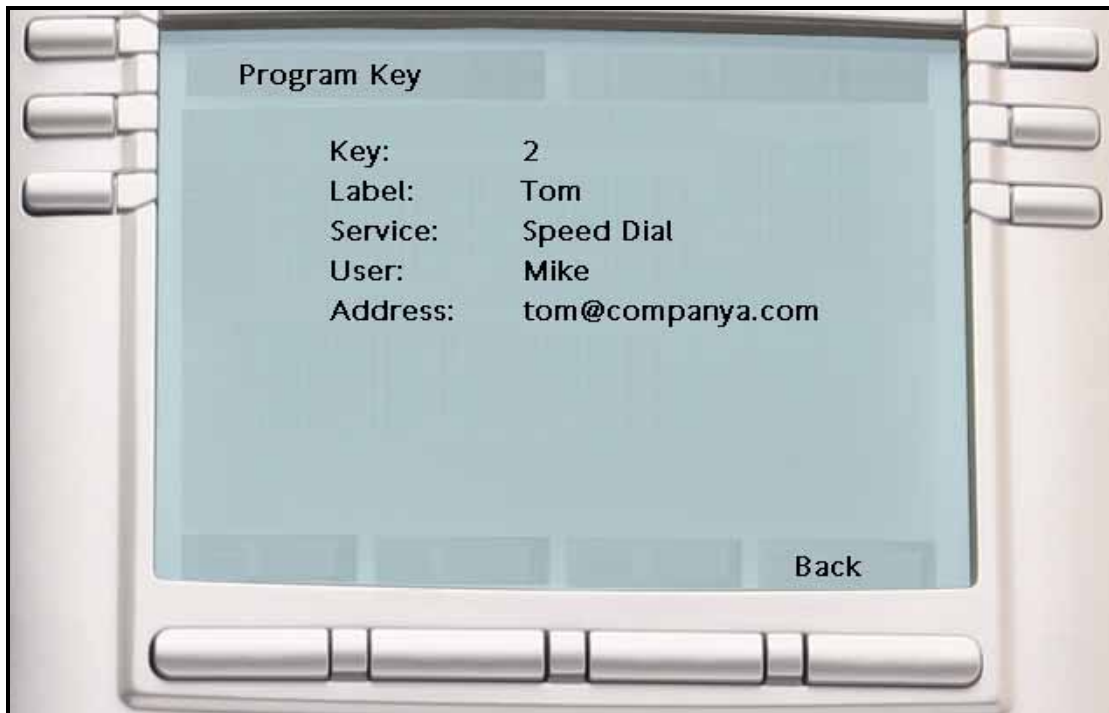 Program Key
Key: 2
Label: Tom
Service: Speed Dial
User: Mike
Address: tom@companya.com
Back